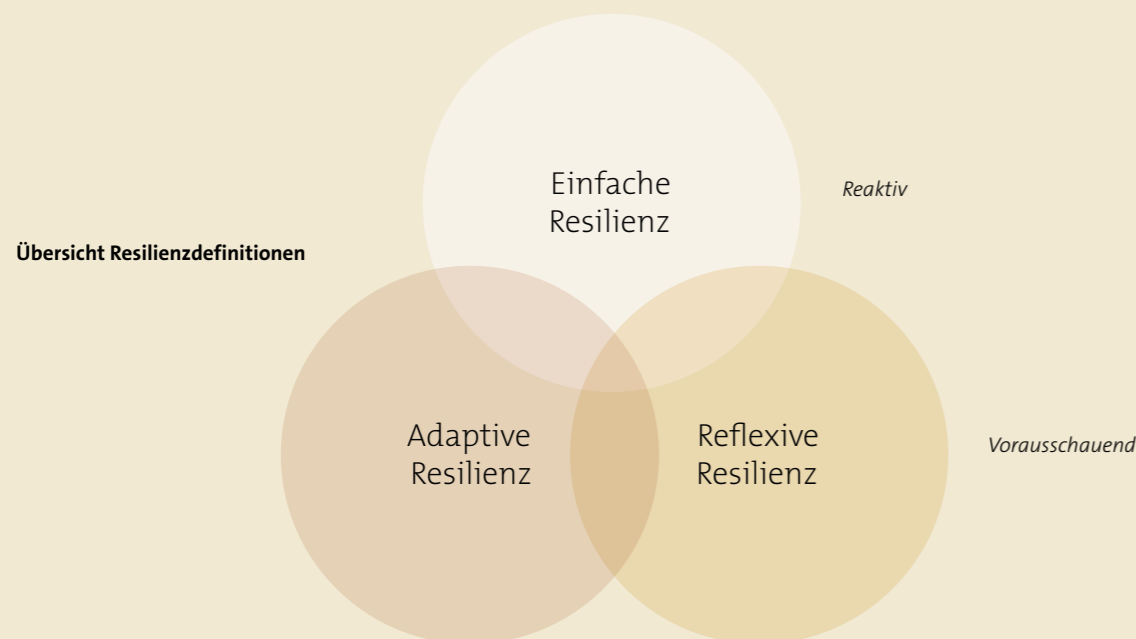 Einfache
Resilienz
Reaktiv
Übersicht Resilienzdefinitionen
Adaptive
Resilienz
Reflexive
Resilienz
Vorausschauend